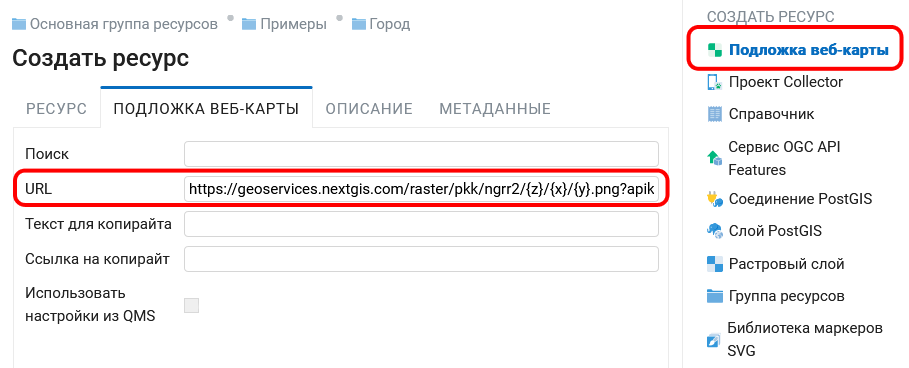 Основная группа ресурсов • Примеры • Город
Создать ресурс
РЕСУРС ПОДЛОЖКА ВЕБ-КАРТЫ ОПИСАНИЕ МЕТАДАННЫЕ
Поиск
URL https://geoservices.nextgis.com/raster/pkk/ngrr2/{z}/{x}/{y}.png?apik
Текст для копирайта
Ссылка на копирайт
Использовать
настройки из QMS
СОЗДАТЬ РЕСУРС
Подложка веб-карты
Проект Collector
Справочник
Сервис OGC API
Features
Соединение PostGIS
Слой PostGIS
Растровый слой
Группа ресурсов
Библиотека маркеров
SVG